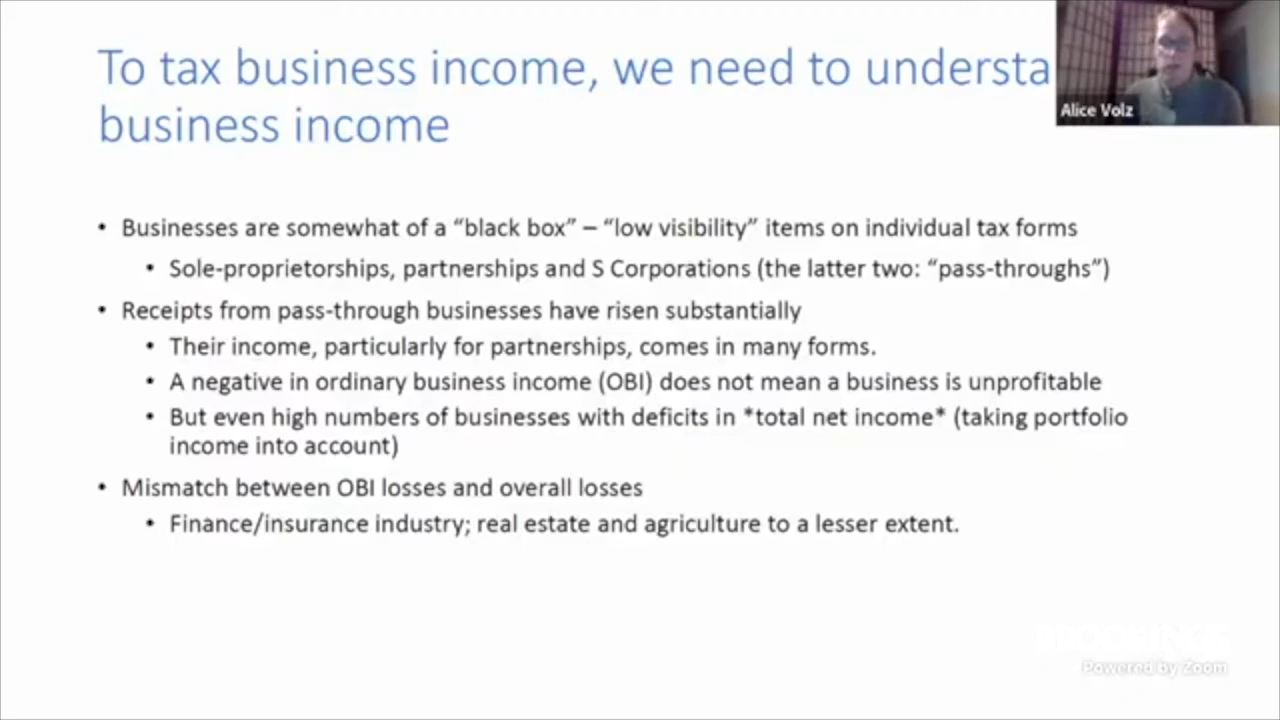 To tax business income, we need to understa
business income
Alice Volz
• Businesses are somewhat of a “black box” – “low visibility” items on individual tax forms
• Sole-proprietorships, partnerships and S Corporations (the latter two: “pass-throughs”)
• Receipts from pass-through businesses have risen substantially
• Their income, particularly for partnerships, comes in many forms.
• A negative in ordinary business income (OBI) does not mean a business is unprofitable
• But even high numbers of businesses with deficits in *total net income* (taking portfolio
income into account)
• Mismatch between OBI losses and overall losses
• Finance/insurance industry; real estate and agriculture to a lesser extent.
Powered by Zoom